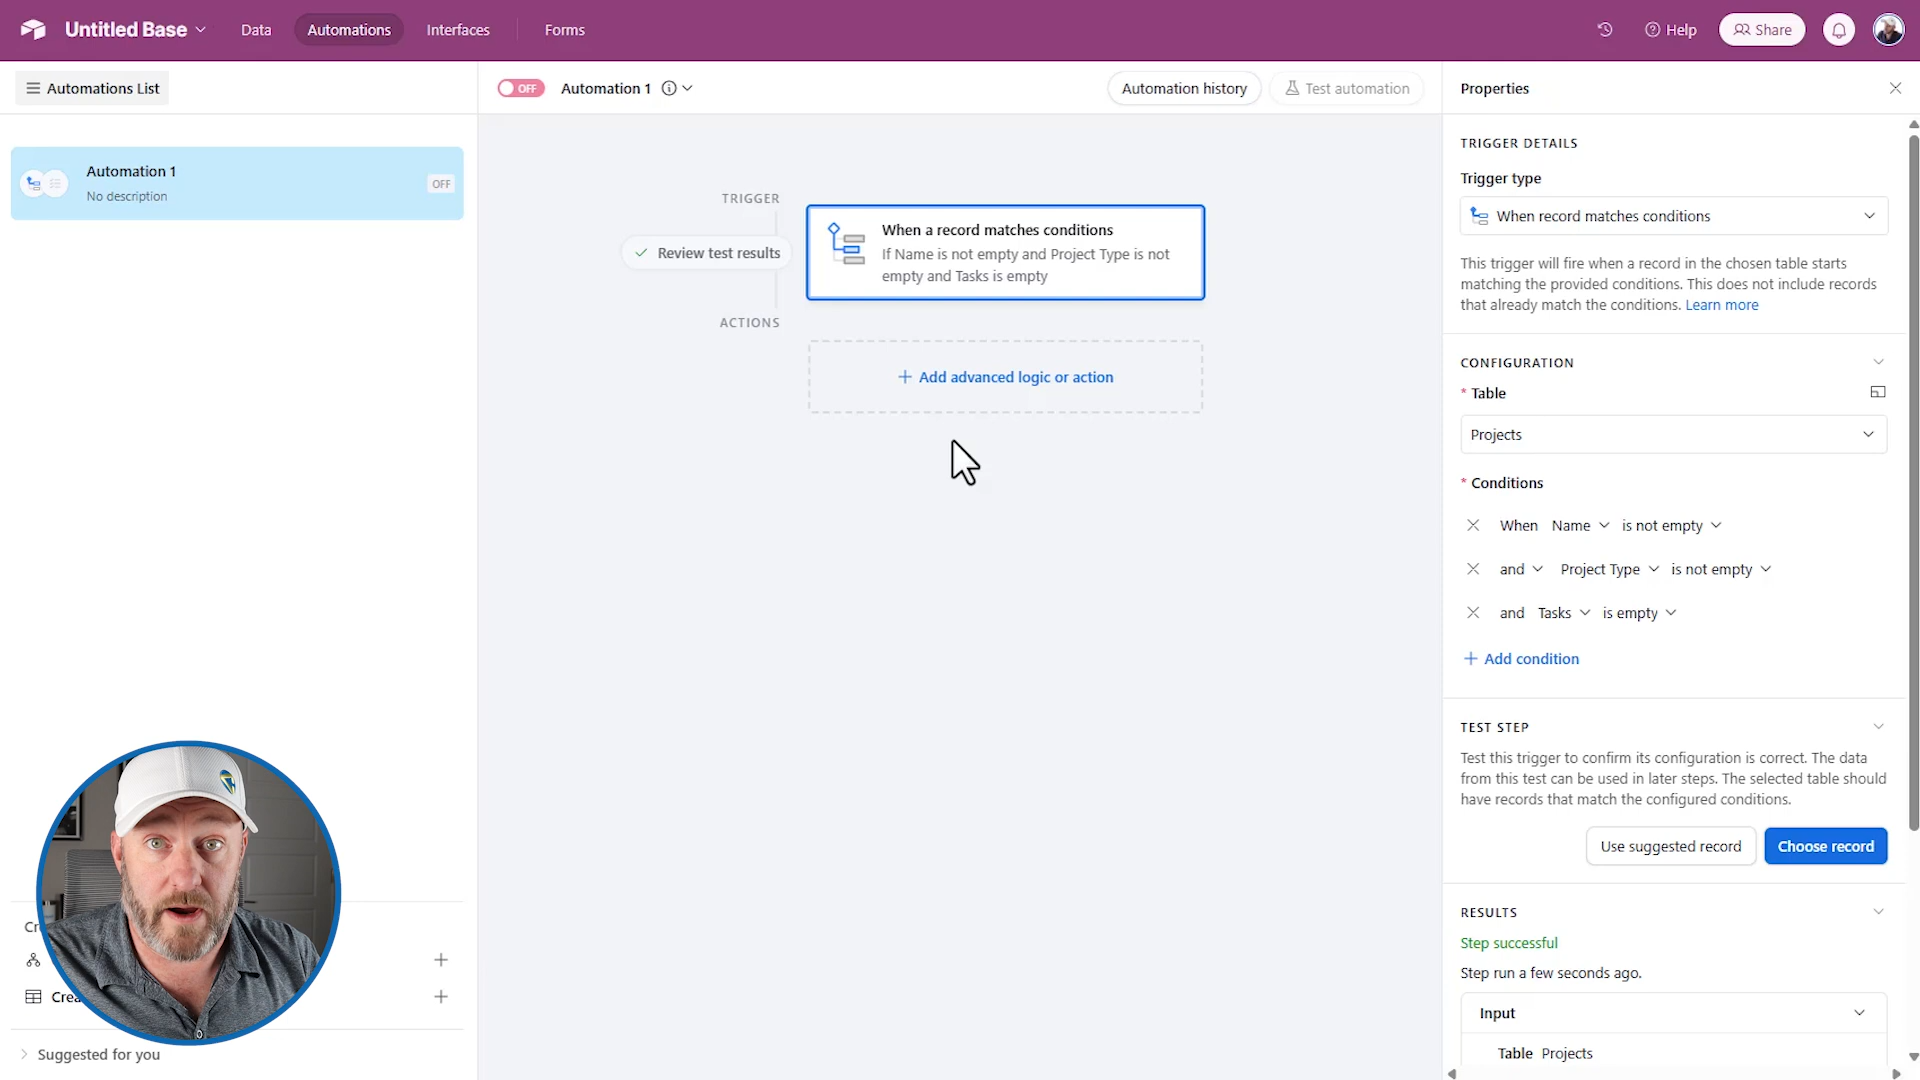 Untitled Base
Data
Automations
Interfaces
Forms
Help
Share
Automations List
OFF
Automation 1
Automation history
Test automation
Properties
Automation 1
No description
OFF
TRIGGER
Review test results
When a record matches conditions
If Name is not empty and Project Type is not
empty and Tasks is empty
ACTIONS
Add advanced logic or action
TRIGGER DETAILS
Trigger type
When record matches conditions
This trigger will fire when a record in the chosen table starts
matching the provided conditions. This does not include records
that already match the conditions. Learn more
CONFIGURATION
* Table
Projects
* Conditions
When Name is not empty
and Project Type is not empty
and Tasks is empty
Add condition
TEST STEP
Test this trigger to confirm its configuration is correct. The data
from this test can be used in later steps. The selected table should
have records that match the configured conditions.
Use suggested record
Choose record
RESULTS
Step successful
Step run a few seconds ago.
Input
Table Projects
Suggested for you